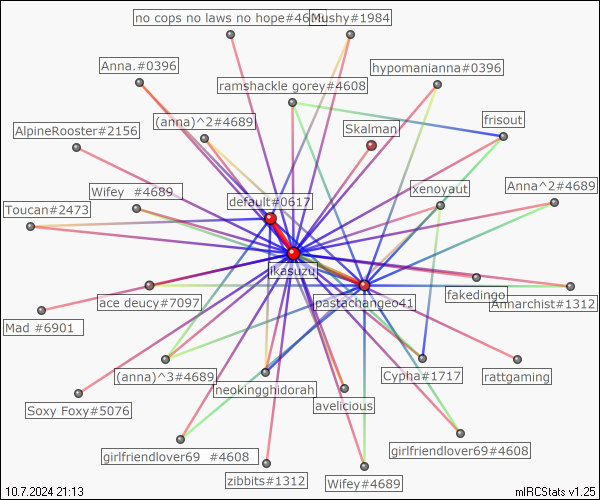 no cops no laws no hope#46
Mushy#1984
Anna.#0396
hypomanianna#0396
ramshackle gorey#4608
frisout
(anna)^2#4689
Skalman
AlpineRooster#2156
xenoyaut
Anna^2#4689
Wifey #4689
default#0617
Toucan#2473
ikasuzu
ace deucy#7097
pastachangeo41
fakedingo
Annarchist#1312
Mad #6901
(anna)^3#4689
Cypha#1717
rattgaming
neokingghidorah
avelicious
Soxy Foxy#5076
girlfriendlover69 #4608
girlfriendlover69#4608
zibbits#1312
Wifey#4689
10.7.2024 21:13
mIRCStats v1.25